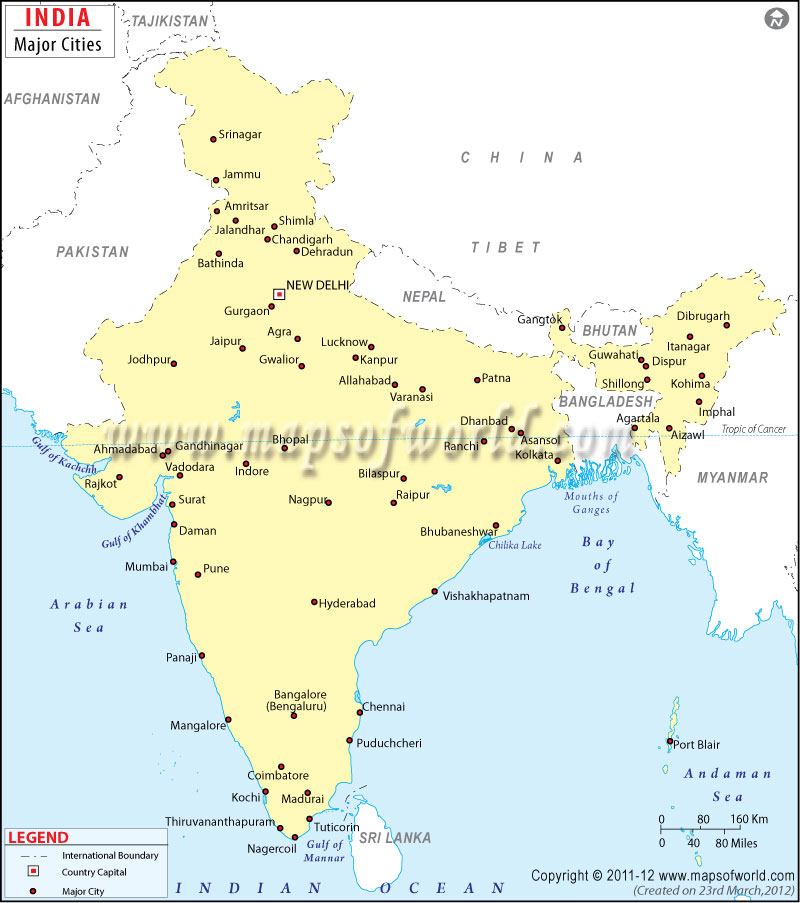 INDIA
Major Cities
TAJIKISTAN
N
AFGHANISTAN
C H I N A
Srinagar
Jammu
Amritsar
Jalandhar
Shimla
Chandigarh
Dehradun
Bathinda
PAKISTAN
T I B E T
NEW DELHI
NEPAL
Gurgaon
Gangtok
BHUTAN
Dibrugarh
Itanagar
Agra
Jaipur
Lucknow
Gwalior
Kanpur
Jodhpur
Guwahati
Dispur
Allahabad
Patna
Shillong
Kohima
Varanasi
BANGLADESH
Imphal
www.mapsofworld.com
Dhanbad
Agartala
Tropic of Cancer
Aizawl
Gulf of Kachchh
Ahmadabad
Gandhinagar
Bhopal
Ranchi
Asansol
Kolkata
Vadodara
Indore
Rajkot
Bilaspur
Raipur
MYANMAR
Surat
Nagpur
Mouths of
Ganges
Gulf of Khambhat
Daman
Bhubaneshwar
Chilika Lake
Bay
of
Bengal
Mumbai
Pune
Arabian
Sea
Hyderabad
Vishakhapatnam
Panaji
Bangalore
(Bengaluru)
Chennai
Mangalore
Puduchcheri
Port Blair
Coimbatore
Andaman
Sea
Kochi
Madurai
Thiruvananthapuram
Tuticorin
Nagercoil
Gulf of
Mannar
SRI LANKA
0 80 160 Km
0 40 80 Miles
LEGEND
International Boundary
Country Capital
Major City
I N D I A N O C E A N
Copyright © 2011-12 www.mapsofworld.com
(Created on 23rd March,2012)